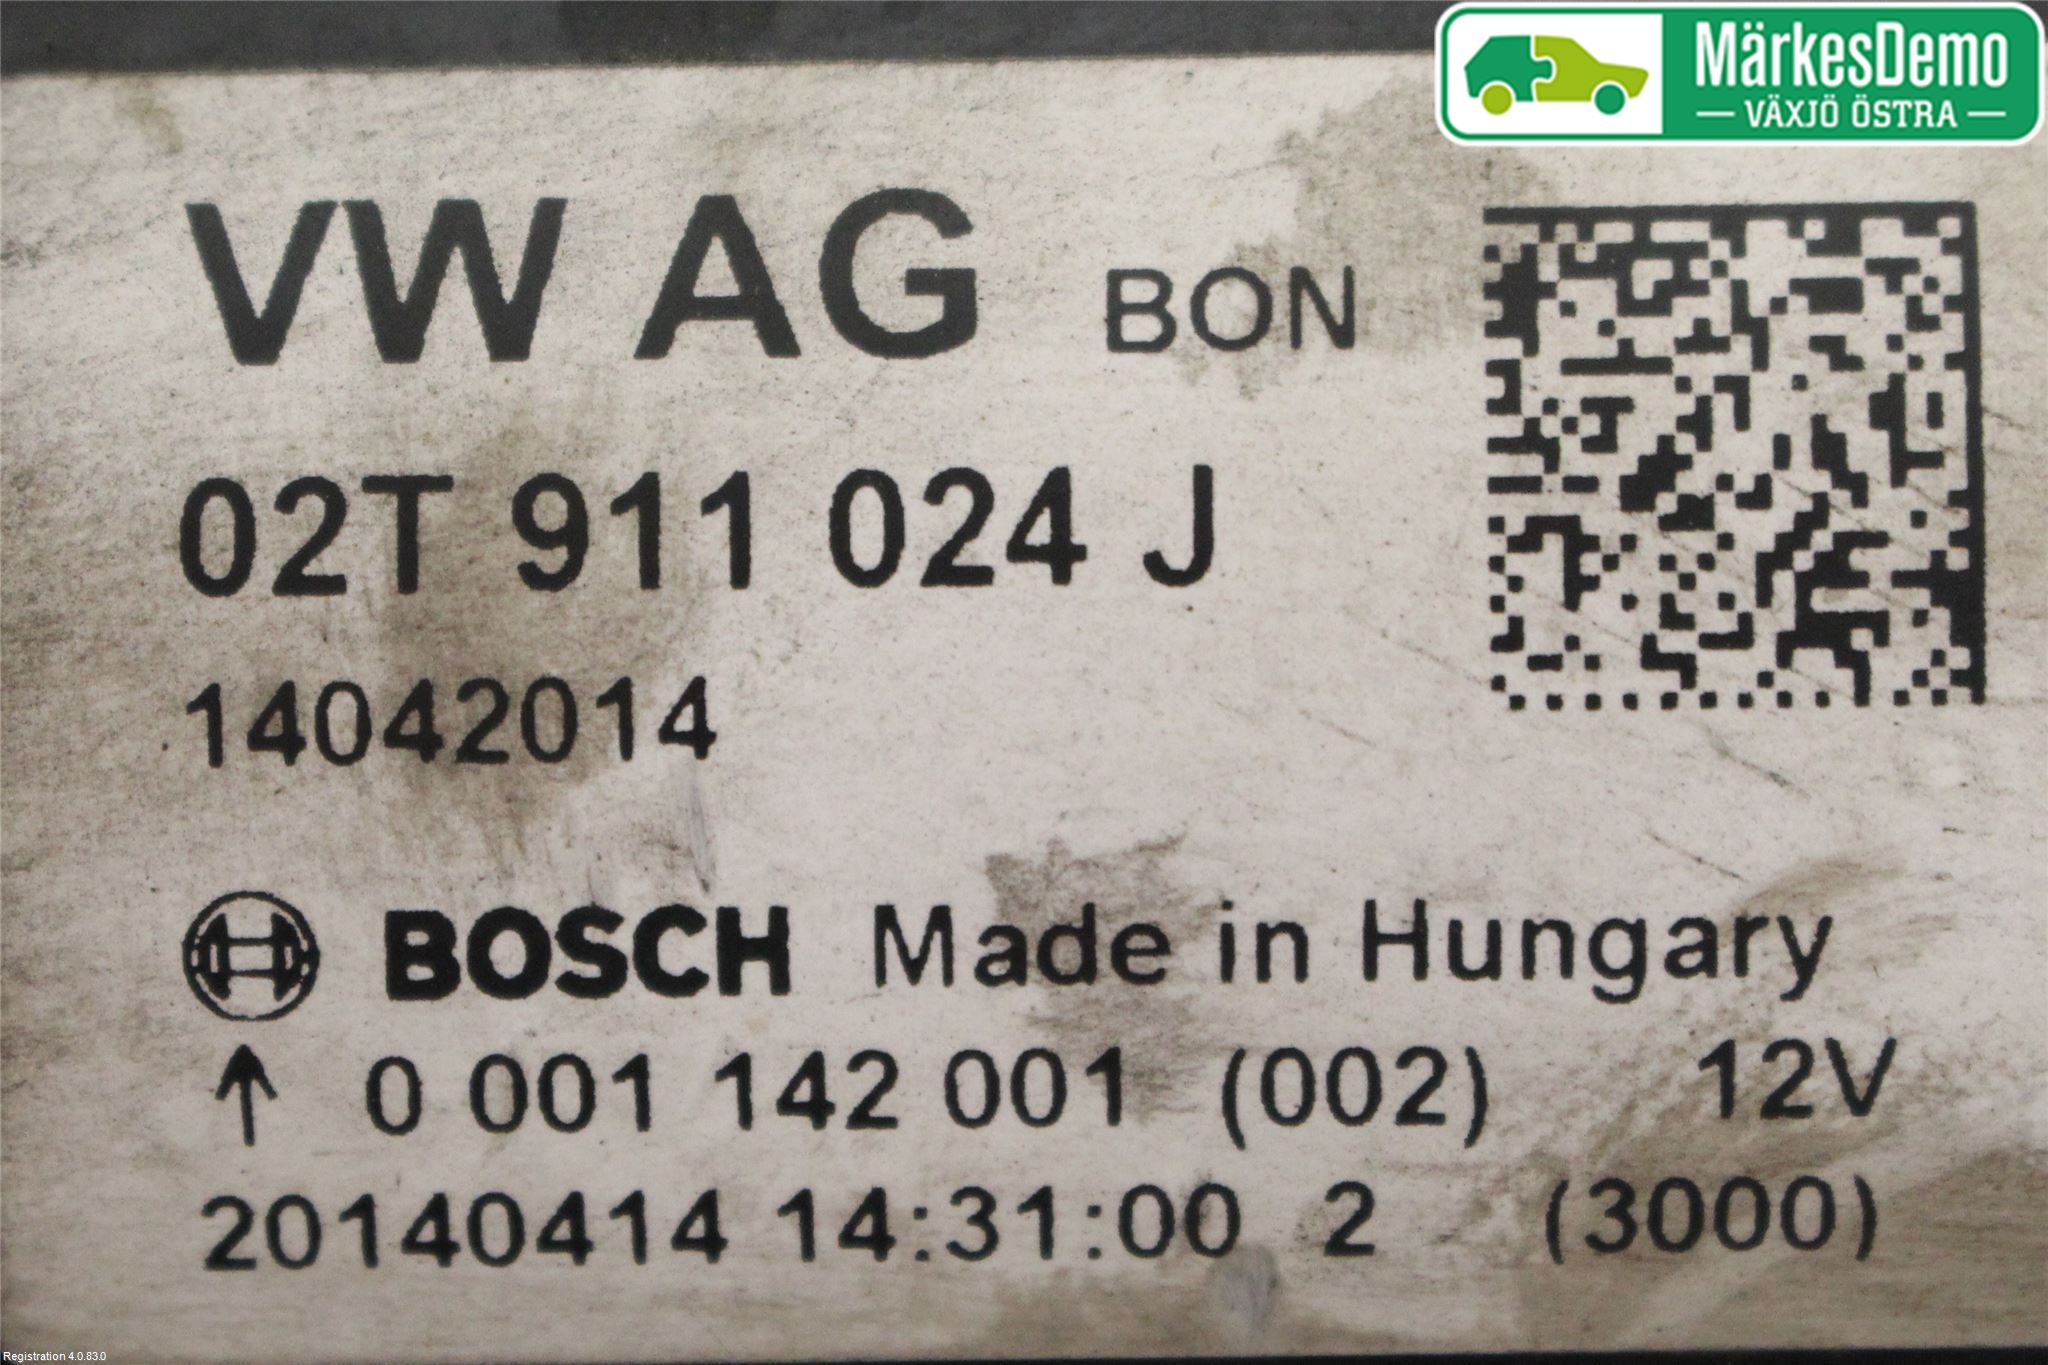 MärkesDemo
VÄXJÖ ÖSTRA
VW AG BON
02T 911 024 J
14042014
BOSCH Made in Hungary
↑ 0 001 142 001 (002) 12V
20140414 14:31:00 2 (3000)
Registration 4.0.83.0